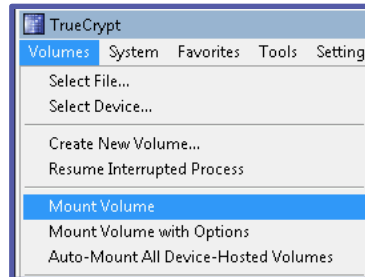 TrueCrypt
Volumes System Favorites Tools Setting
Select File...
Select Device...
Create New Volume...
Resume Interrupted Process
Mount Volume
Mount Volume with Options
Auto-Mount All Device-Hosted Volumes